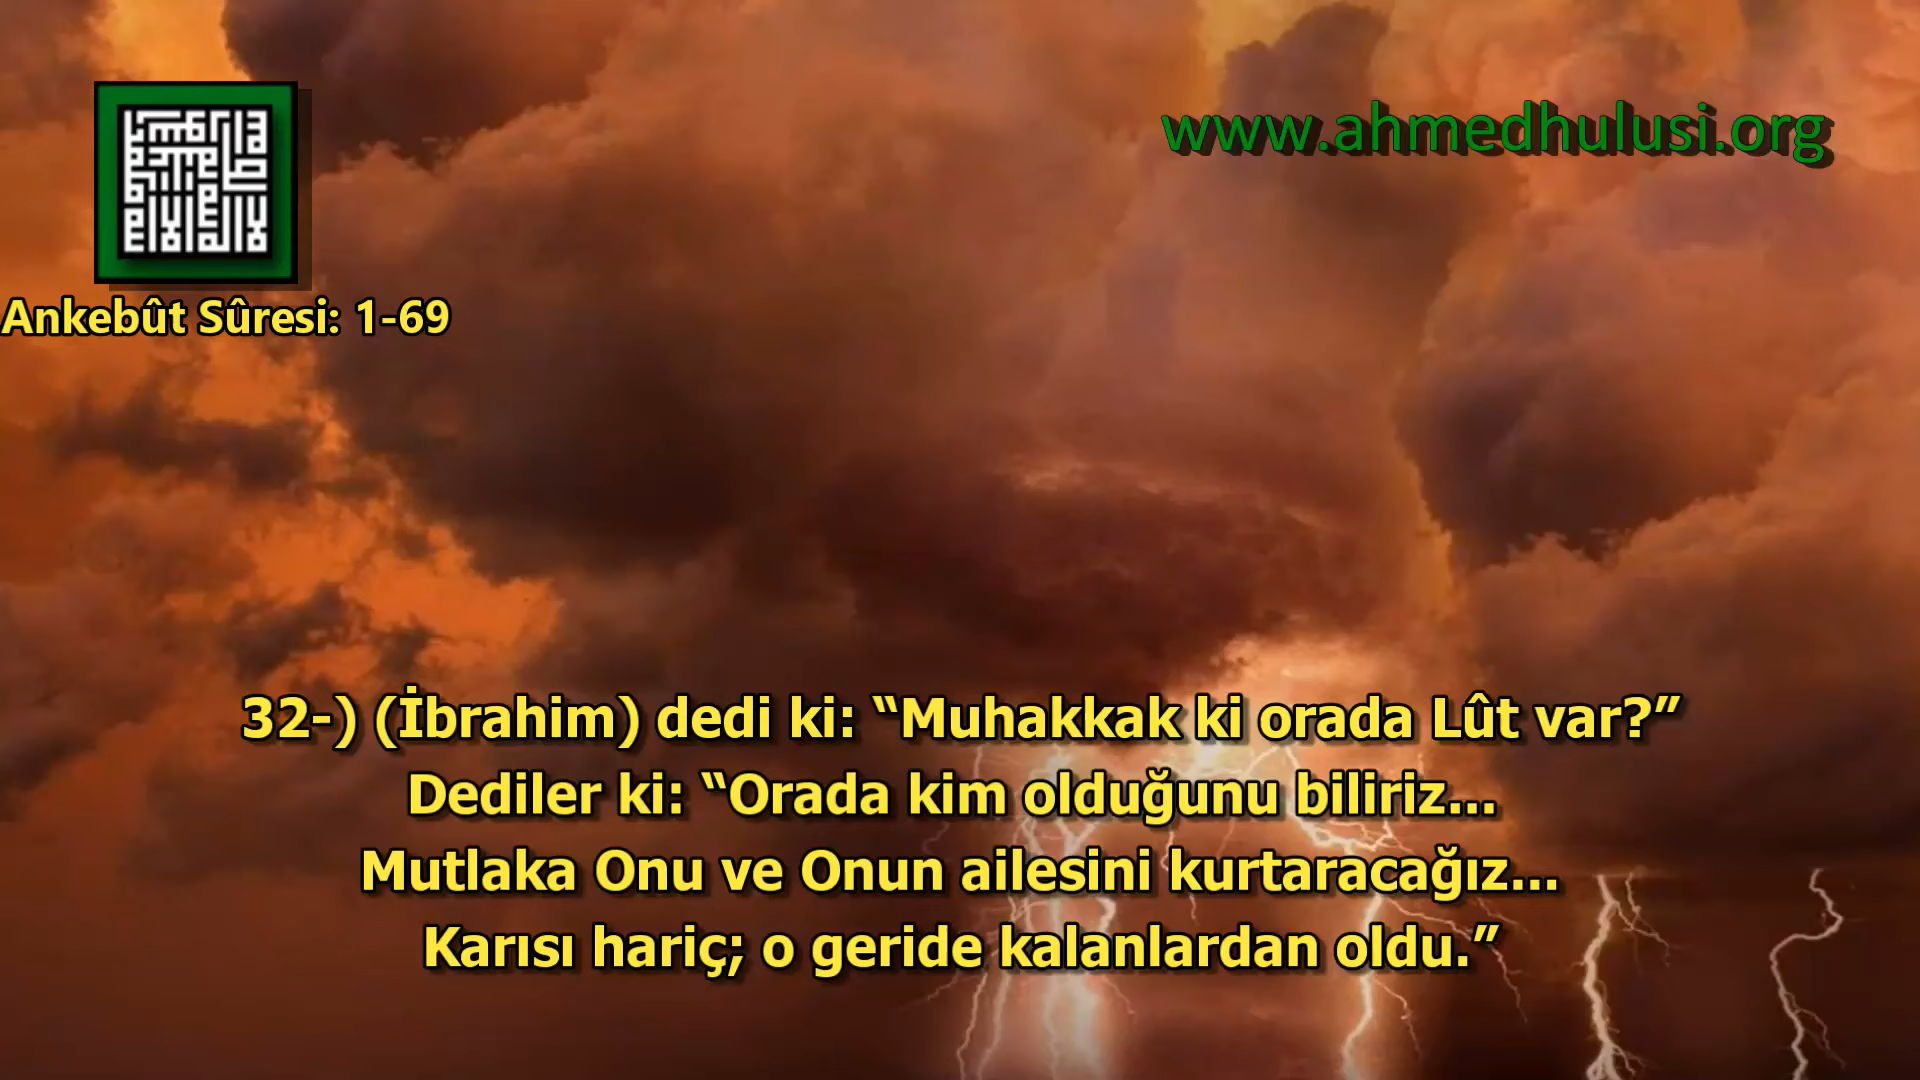 www.ahmedhulusi.org
Ankebût Sûresi: 1-69
32-) (İbrahim) dedi ki: “Muhakkak ki orada Lût var?”
Dediler ki: “Orada kim olduğunu biliriz...
Mutlaka Onu ve Onun ailesini kurtaracağız...
Karısı hariç; o geride kalanlardan oldu.”